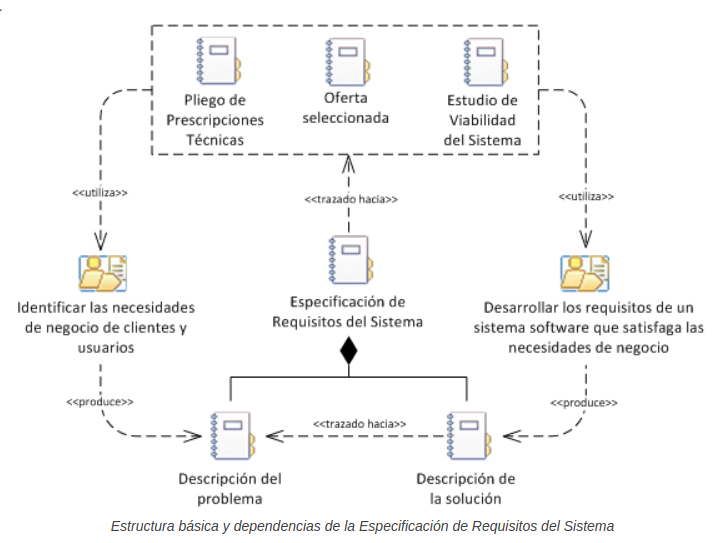 Pliego de
Prescripciones
Técnicas
Oferta
seleccionada
Estudio de
Viabilidad
del Sistema
<<utiliza>>
<<trazado hacia>>
<<utiliza>>
Identificar las necesidades
de negocio de clientes y
usuarios
Especificación de
Requisitos del Sistema
Desarrollar los requisitos de un
sistema software que satisfaga las
necesidades de negocio
<<produce>>
<<trazado hacia>>
<<produce>>
Descripción del
problema
Descripción de
la solución
Estructura básica y dependencias de la Especificación de Requisitos del Sistema